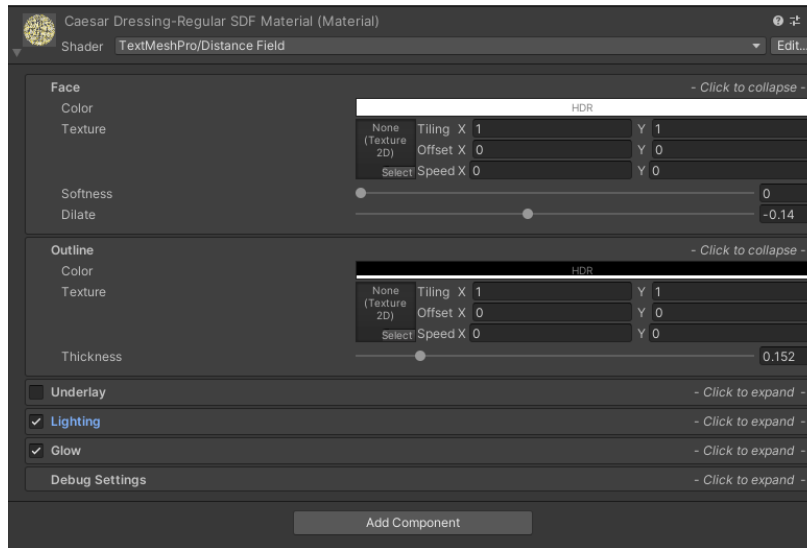 Caesar Dressing-Regular SDF Material (Material)
Shader TextMeshPro/Distance Field Edit...
Face - Click to collapse -
Color HDR
Texture None (Texture 2D) Select Tiling X 1 Y 1
Offset X 0 Y 0
Speed X 0 Y 0
Softness 0
Dilate -0.14
Outline - Click to collapse -
Color HDR
Texture None (Texture 2D) Select Tiling X 1 Y 1
Offset X 0 Y 0
Speed X 0 Y 0
Thickness 0.152
Underlay - Click to expand -
Lighting - Click to expand -
Glow - Click to expand -
Debug Settings - Click to expand -
Add Component